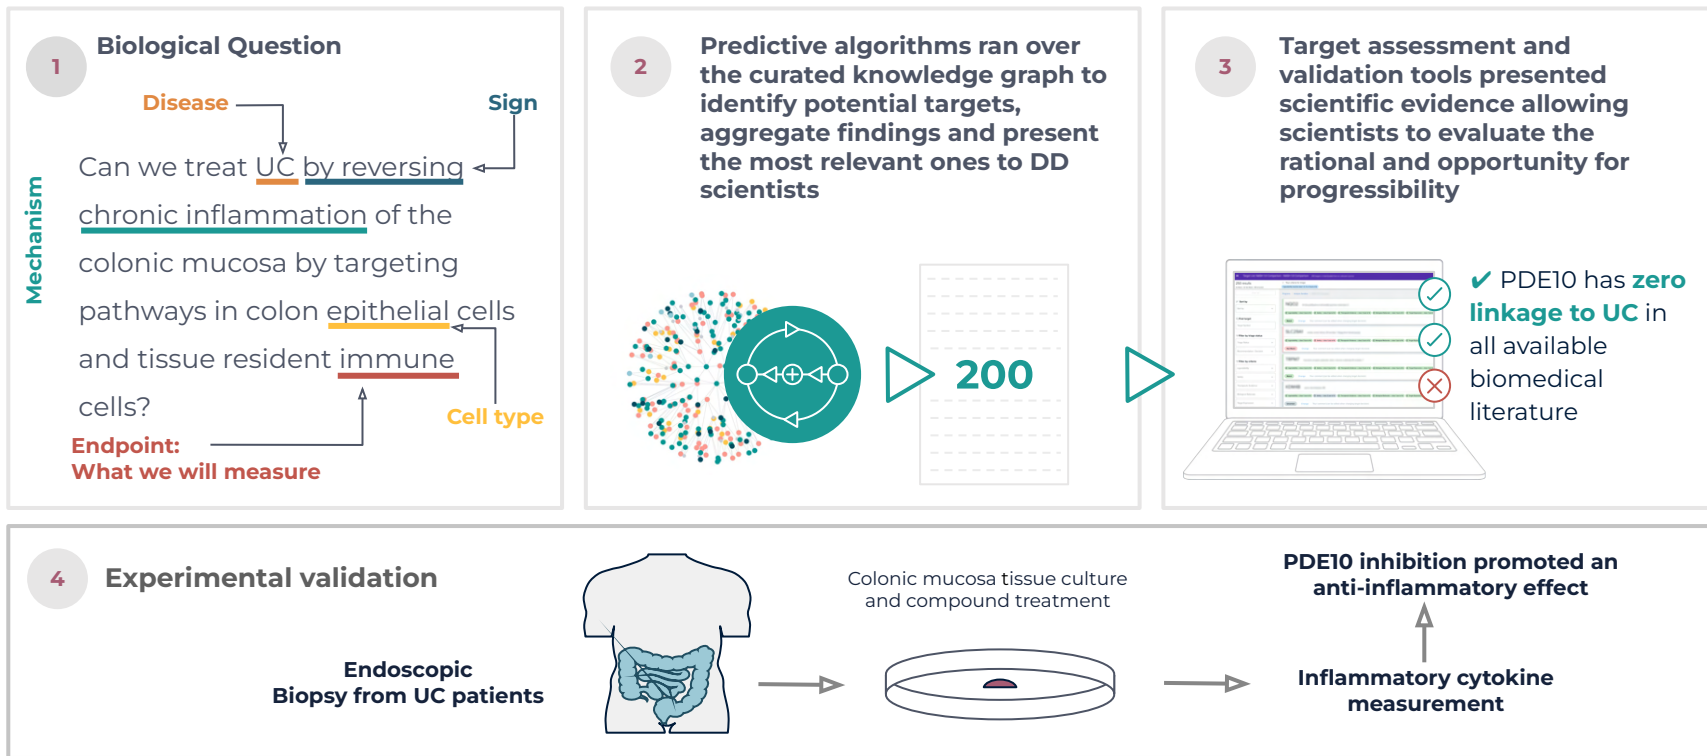 1
Biological Question
Disease
Sign
Mechanism
Can we treat UC by reversing
chronic inflammation of the
colonic mucosa by targeting
pathways in colon epithelial cells
and tissue resident immune
cells?
Cell type
Endpoint:
What we will measure
2
Predictive algorithms ran over
the curated knowledge graph to
identify potential targets,
aggregate findings and present
the most relevant ones to DD
scientists
200
3
Target assessment and
validation tools presented
scientific evidence allowing
scientists to evaluate the
rational and opportunity for
progressibility
✔ PDE10 has zero
linkage to UC in
all available
biomedical
literature
4
Experimental validation
Endoscopic
Biopsy from UC patients
Colonic mucosa tissue culture
and compound treatment
PDE10 inhibition promoted an
anti-inflammatory effect
Inflammatory cytokine
measurement